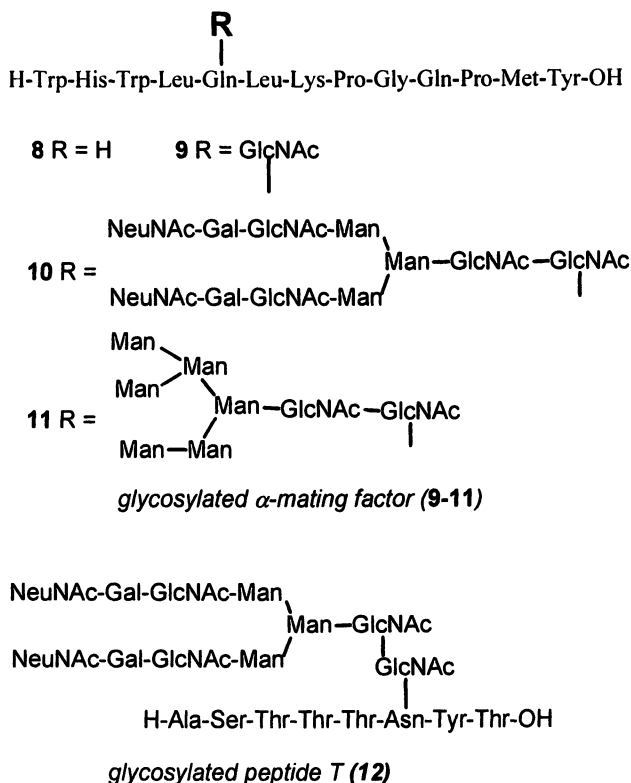 R
H-Trp-His-Trp-Leu-Gln-Leu-Lys-Pro-Gly-Gln-Pro-Met-Tyr-OH
8 R = H 9 R = GlcNAc
NeuNAc-Gal-GlcNAc-Man
10 R = Man-GlcNAc-GlcNAc
NeuNAc-Gal-GlcNAc-Man
Man
Man
Man
11 R = Man-GlcNAc-GlcNAc
Man-Man
glycosylated α-mating factor (9-11)
NeuNAc-Gal-GlcNAc-Man
Man-GlcNAc
NeuNAc-Gal-GlcNAc-Man GlcNAc
H-Ala-Ser-Thr-Thr-Thr-Asn-Tyr-Thr-OH
glycosylated peptide T (12)